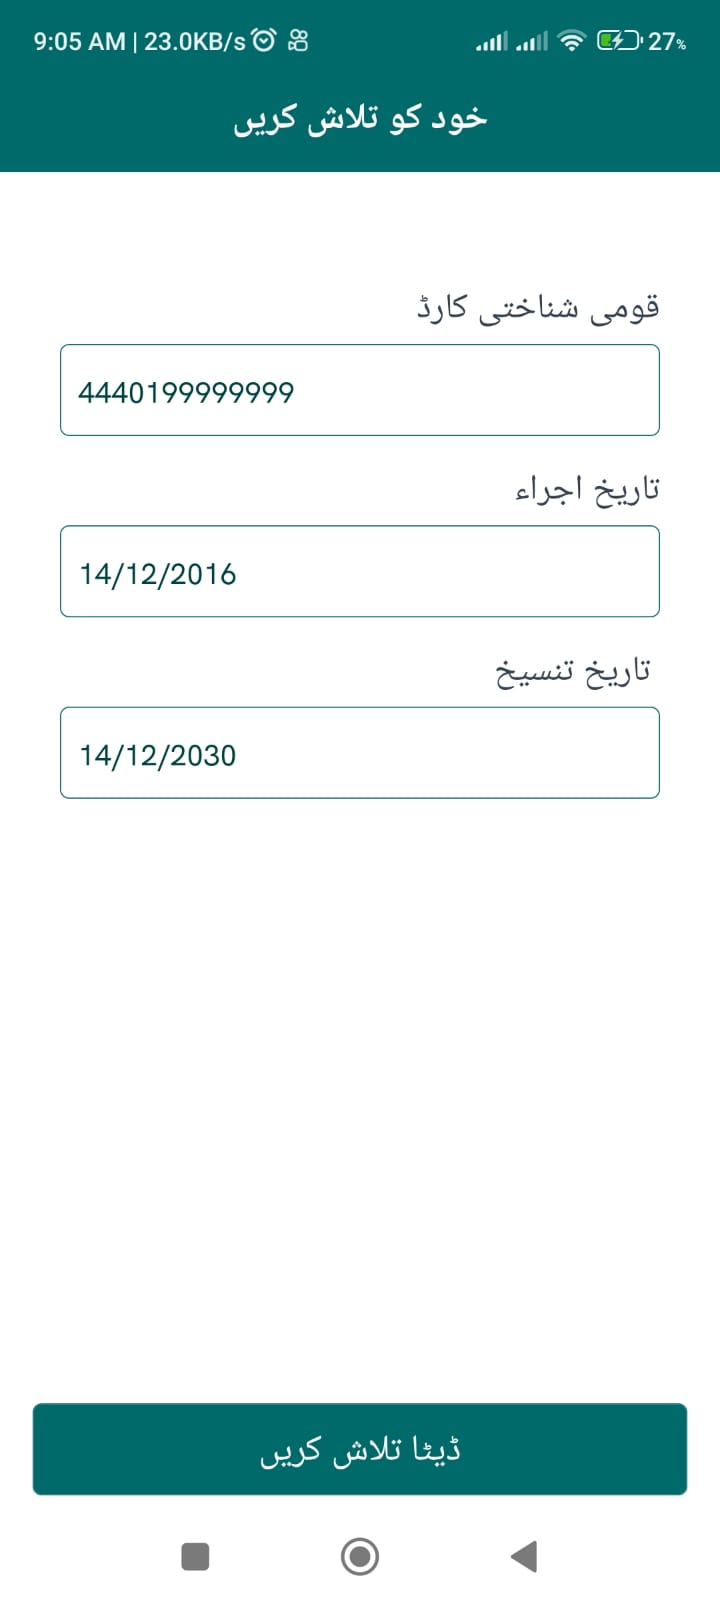 9:05 AM | 23.0KB/s 27%
خود کو تلاش کریں
قومی شناختی کارڈ
4440199999999
تاریخ اجراء
14/12/2016
تاریخ تنسیخ
14/12/2030
ڈیٹا تلاش کریں